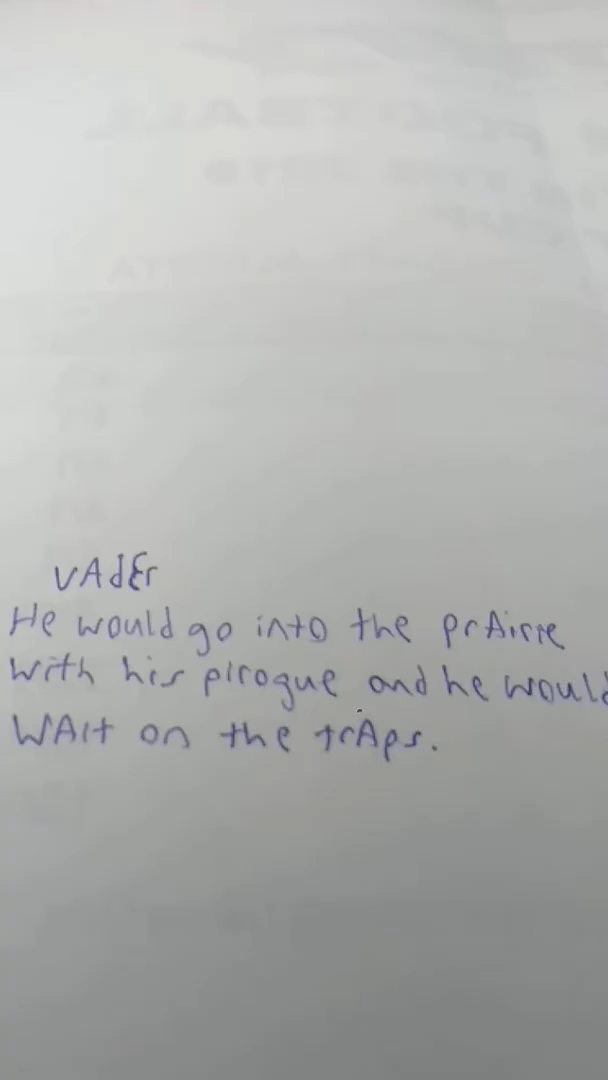 VAdEr
He would go into the prAirie
with his pirogue and he would
WAit on the trAps.